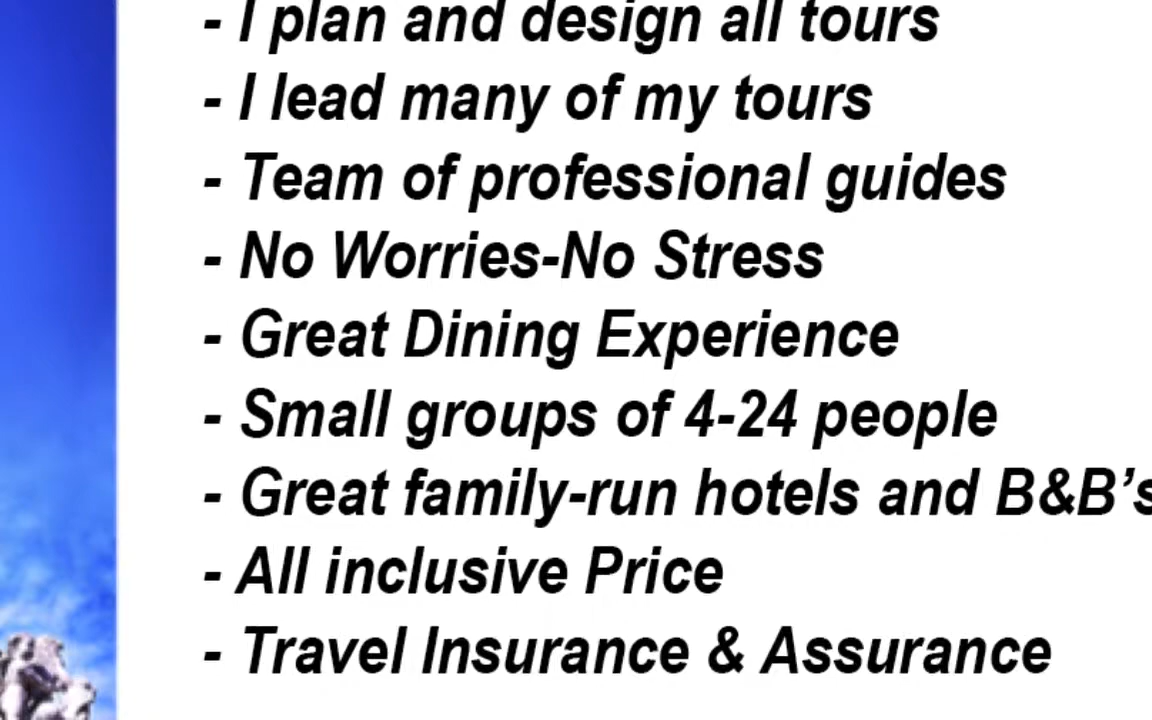 - I plan and design all tours
- I lead many of my tours
- Team of professional guides
- No Worries-No Stress
- Great Dining Experience
- Small groups of 4-24 people
- Great family-run hotels and B&B’s
- All inclusive Price
- Travel Insurance & Assurance